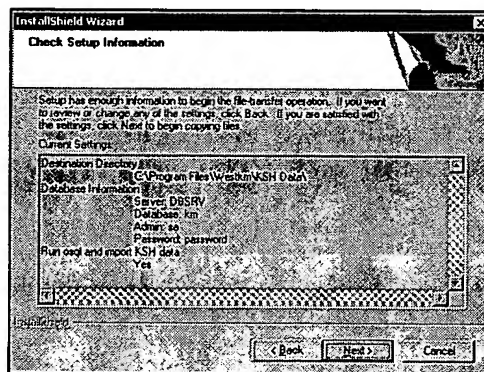 InstallShield Wizard
Check Setup Information
Setup has enough information to begin the file-transfer operation. If you want
to review or change any of the settings, click Back. If you are satisfied with
the settings, click Next to begin copying files.
Current Settings:
Destination Directory
C:\Program Files\Westkm\KSH Data\
Database Information
Server: DBSRV
Database: km
Admin: sa
Password: password
Run osql and import KSH data
Yes
InstallShield
< Back
Next >
Cancel